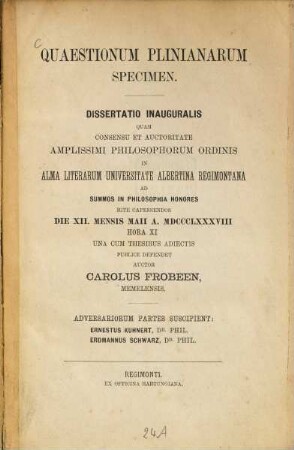 QUAESTIONUM PLINIANARUM
SPECIMEN.
DISSERTATIO INAUGURALIS
QUAM
CONSENSU ET AUCTORITATE
AMPLISSIMI PHILOSOPHORUM ORDINIS
IN
ALMA LITERARUM UNIVERSITATE ALBERTINA REGIMONTANA
AD
SUMMOS IN PHILOSOPHIA HONORES
RITE CAPESSENDOS
DIE XII. MENSIS MAII A. MDCCCLXXXVIII
HORA XI
UNA CUM THESIBUS ADIECTIS
PUBLICE DEFENDET
AUCTOR
CAROLUS FROBEEN,
MEMELENSIS.
ADVERSARIORUM PARTES SUSCIPIENT:
ERNESTUS KUHNERT, DR. PHIL.
ERDMANNUS SCHWARZ, DR. PHIL.
REGIMONTI.
EX OFFICINA HARTUNGIANA.
24A